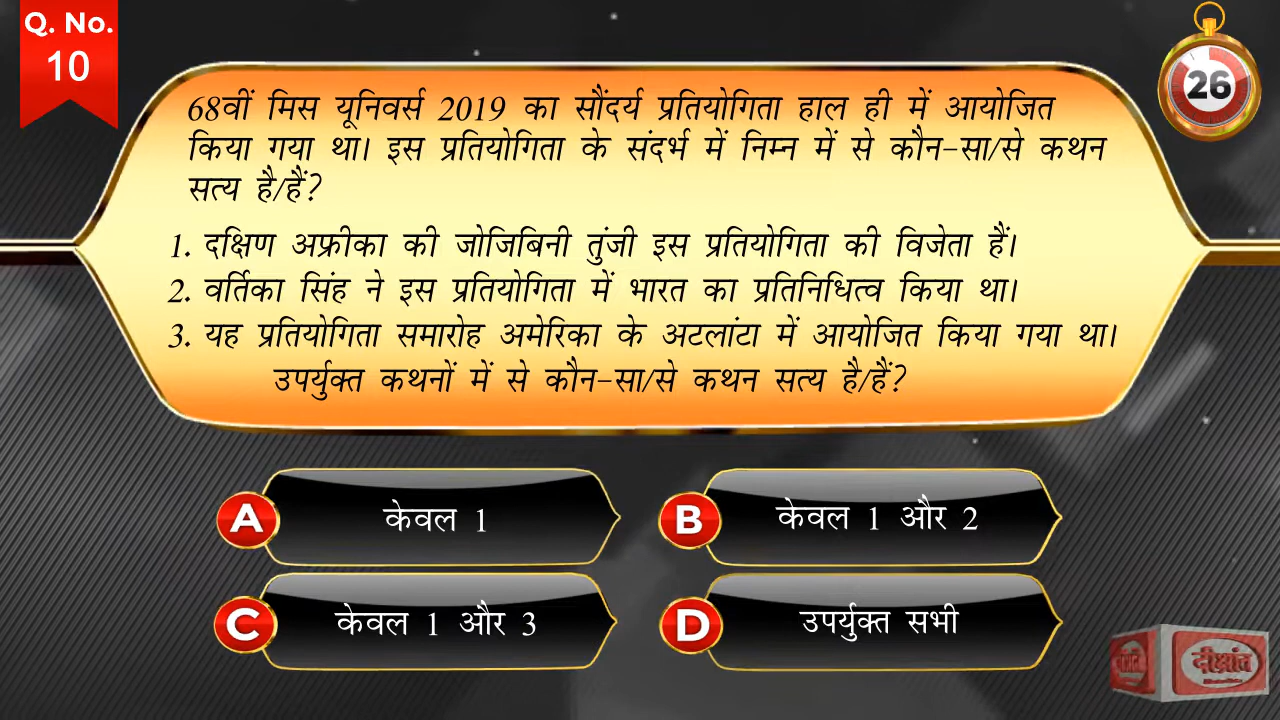 Q. No.
10
26
68वीं मिस यूनिवर्स 2019 का सौंदर्य प्रतियोगिता हाल ही में आयोजित
किया गया था। इस प्रतियोगिता के संदर्भ में निम्न में से कौन-सा/से कथन
सत्य है/हैं?
1. दक्षिण अफ्रीका की जोजिबिनी तुंजी इस प्रतियोगिता की विजेता हैं।
2. वर्तिका सिंह ने इस प्रतियोगिता में भारत का प्रतिनिधित्व किया था।
3. यह प्रतियोगिता समारोह अमेरिका के अटलांटा में आयोजित किया गया था।
उपर्युक्त कथनों में से कौन-सा/से कथन सत्य है/हैं?
A केवल 1
B केवल 1 और 2
C केवल 1 और 3
D उपर्युक्त सभी
दीक्षांत